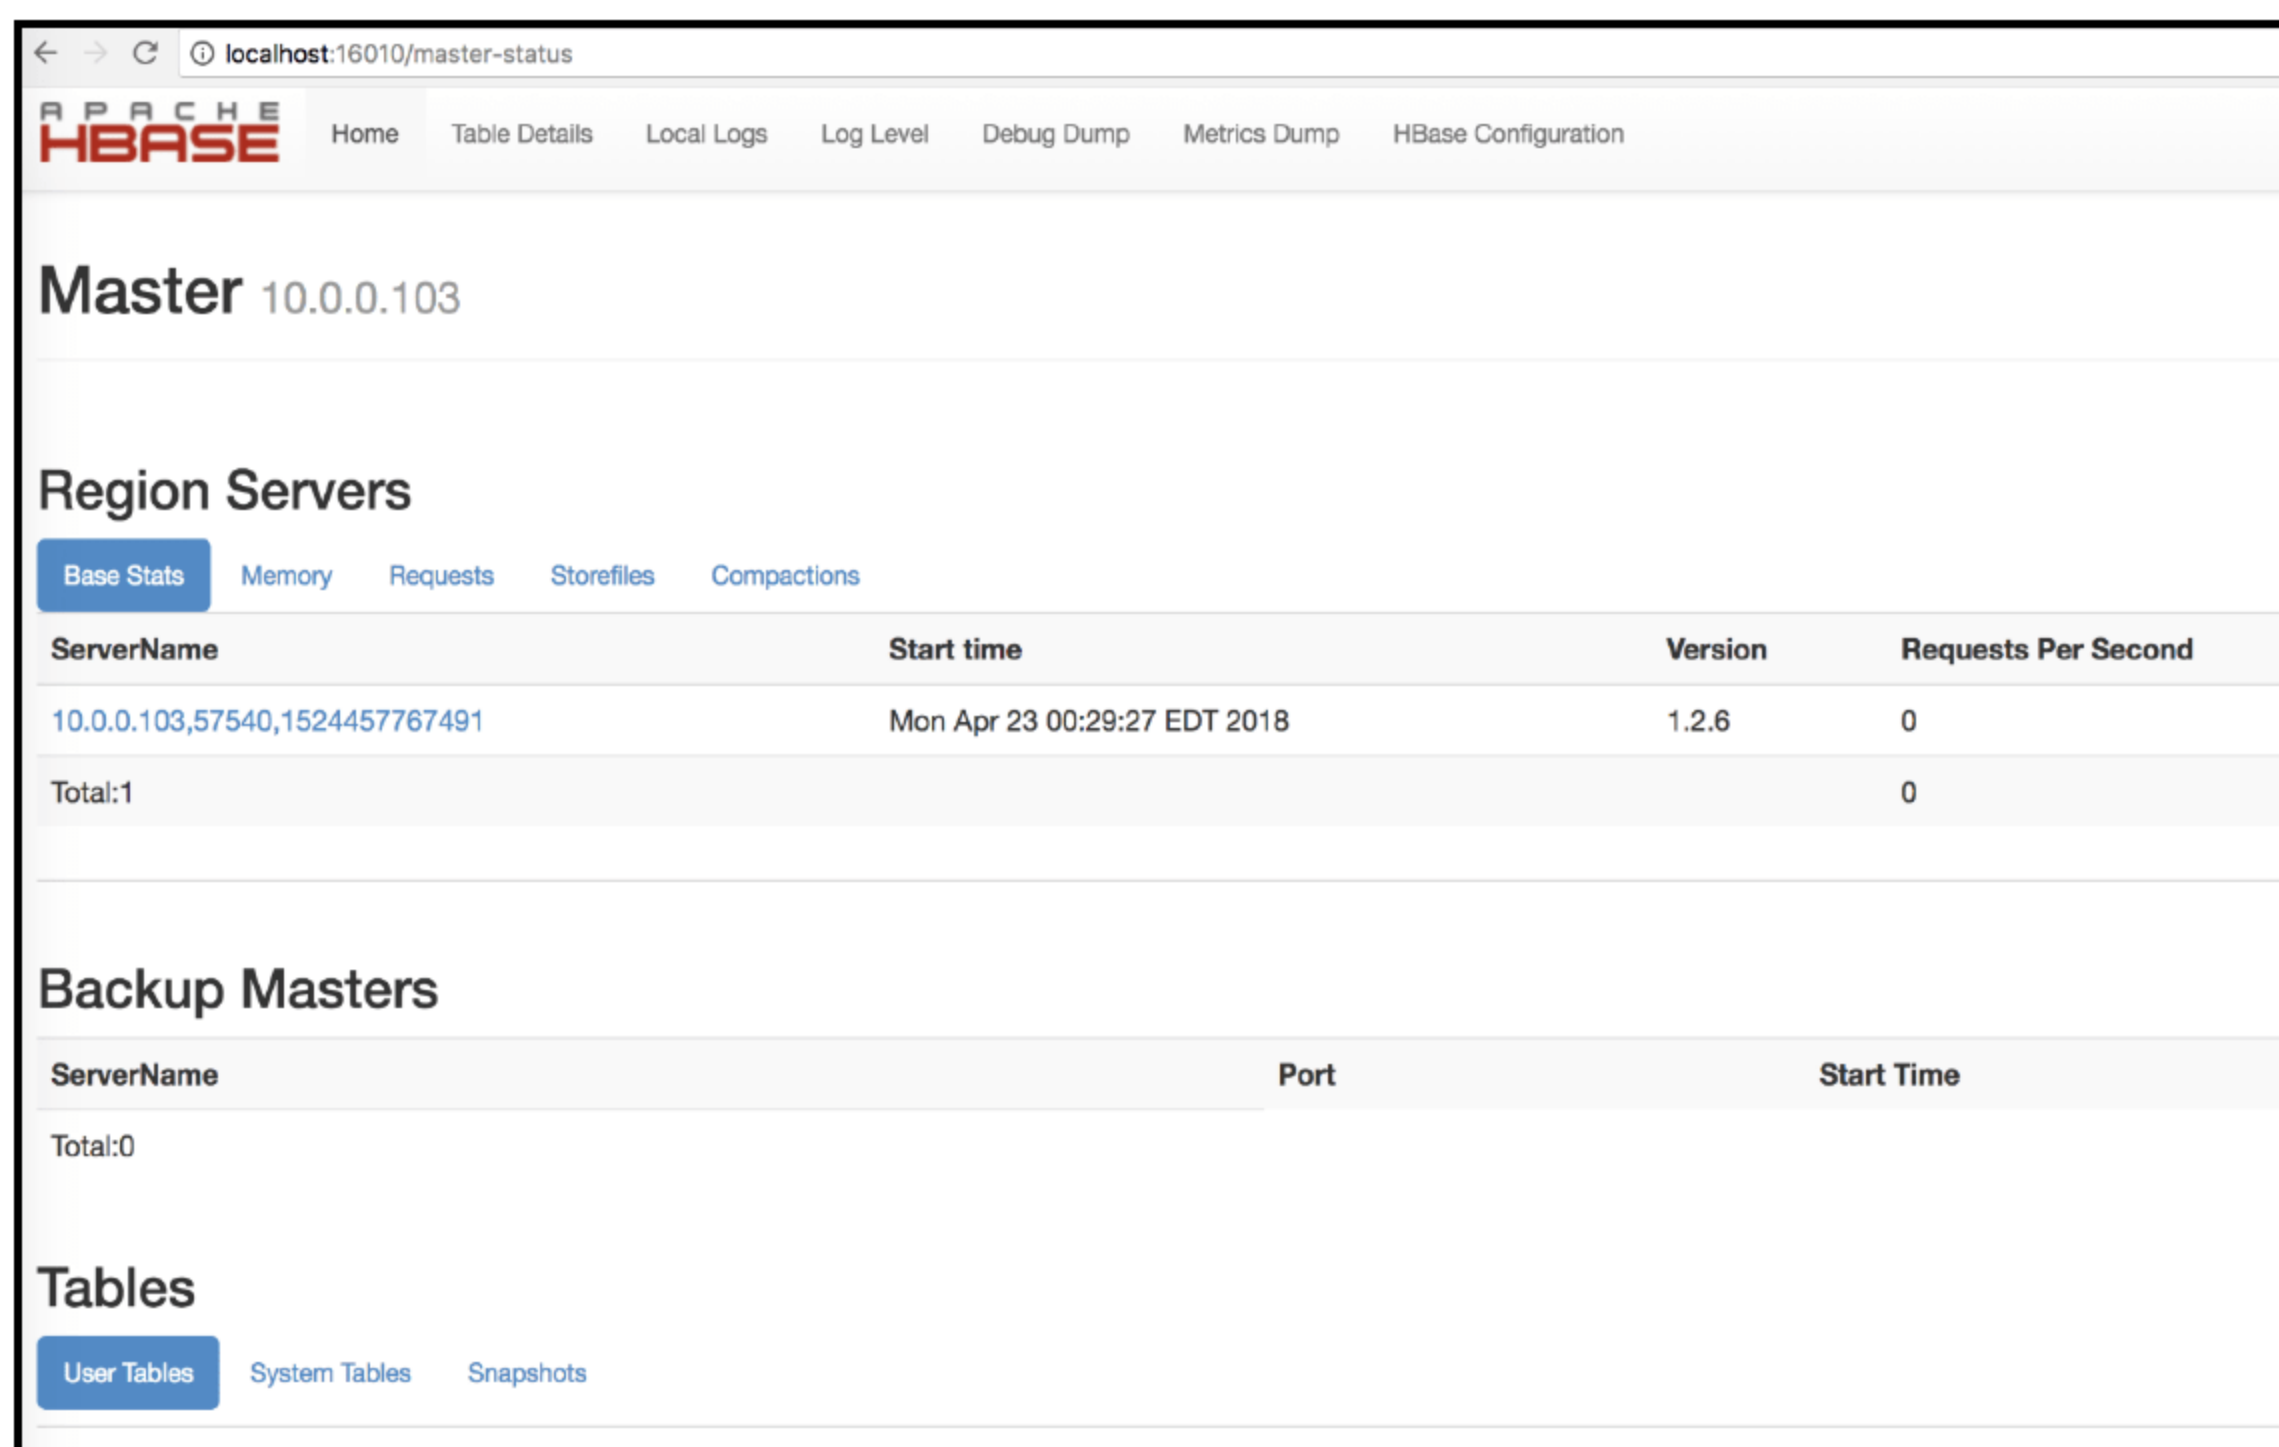 localhost:16010/master-status
APACHE
HBASE
Home Table Details Local Logs Log Level Debug Dump Metrics Dump HBase Configuration
Master 10.0.0.103
Region Servers
Base Stats Memory Requests Storefiles Compactions
ServerName Start time Version Requests Per Second
10.0.0.103,57540,1524457767491 Mon Apr 23 00:29:27 EDT 2018 1.2.6 0
Total:1 0
Backup Masters
ServerName Port Start Time
Total:0
Tables
User Tables System Tables Snapshots